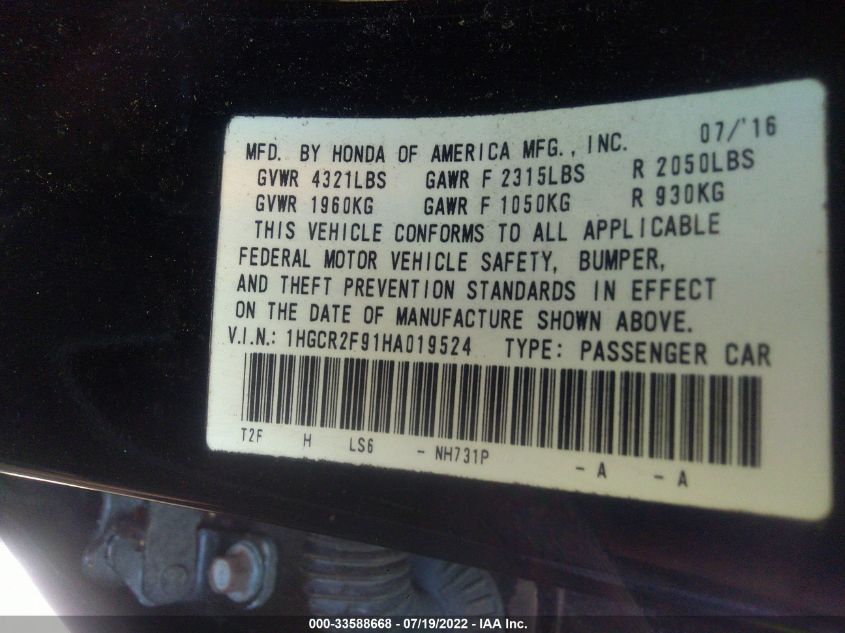 07/'16
MFD. BY HONDA OF AMERICA MFG., INC.
GVWR 4321LBS GAWR F 2315LBS R 2050LBS
GVWR 1960KG GAWR F 1050KG R 930KG
THIS VEHICLE CONFORMS TO ALL APPLICABLE
FEDERAL MOTOR VEHICLE SAFETY, BUMPER,
AND THEFT PREVENTION STANDARDS IN EFFECT
ON THE DATE OF MANUFACTURE SHOWN ABOVE.
V.I.N.: 1HGCR2F91HA019524 TYPE: PASSENGER CAR
T2F H LS6 - NH731P - A - A
000-33588668 - 07/19/2022 - IAA Inc.